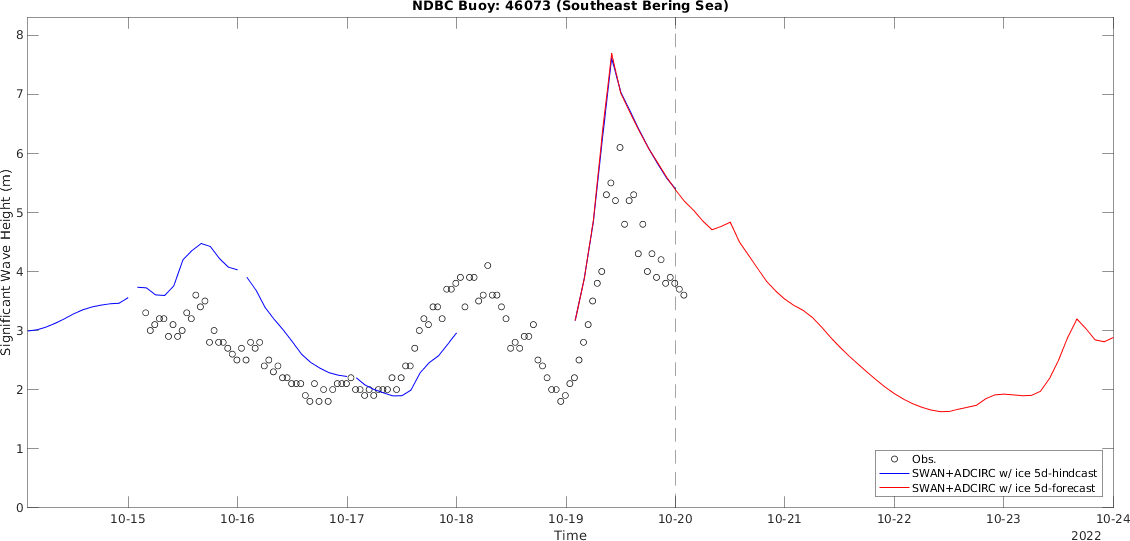 NDBC Buoy: 46073 (Southeast Bering Sea)
Significant Wave Height (m)
8
7
6
5
4
3
2
1
0
Obs.
SWAN+ADCIRC w/ ice 5d-hindcast
SWAN+ADCIRC w/ ice 5d-forecast
10-15 10-16 10-17 10-18 10-19 10-20 10-21 10-22 10-23 10-24
Time
2022